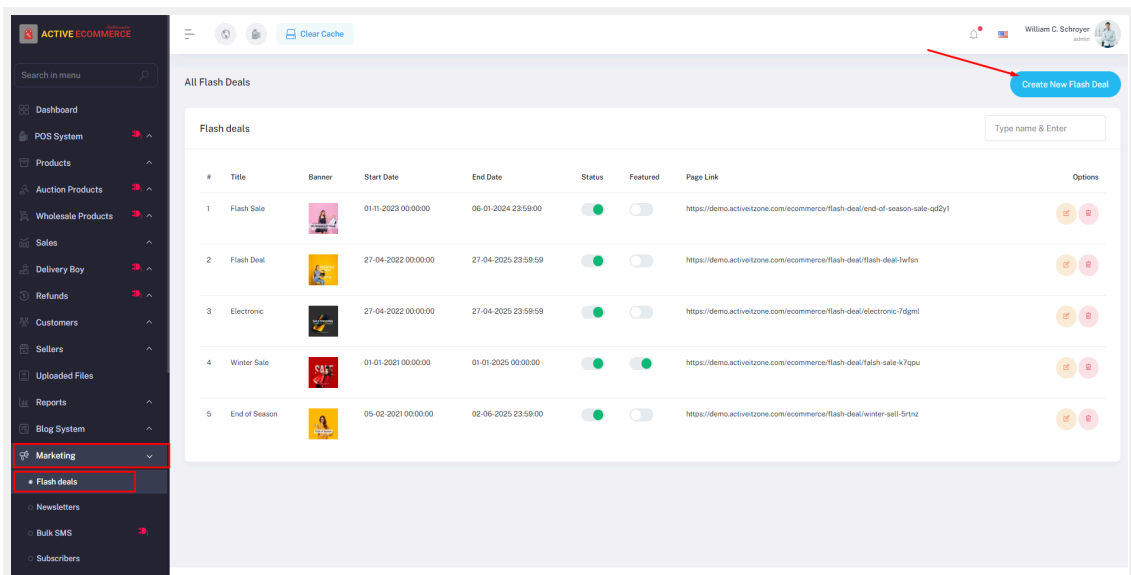 ACTIVE ECOMMERCE
Clear Cache
William C. Schroyer
admin
Search in menu
All Flash Deals
Create New Flash Deal
Dashboard
POS System
Products
Auction Products
Wholesale Products
Sales
Delivery Boy
Refunds
Customers
Sellers
Uploaded Files
Reports
Blog System
Marketing
Flash deals
Newsletters
Bulk SMS
Subscribers
Flash deals
Type name & Enter
# Title Banner Start Date End Date Status Featured Page Link Options
1 Flash Sale 01-11-2023 00:00:00 06-01-2024 23:59:00 https://demo.activeitzone.com/ecommerce/flash-deal/end-of-season-sale-qd2y1
2 Flash Deal 27-04-2022 00:00:00 27-04-2025 23:59:59 https://demo.activeitzone.com/ecommerce/flash-deal/flash-deal-1wfsn
3 Electronic 27-04-2022 00:00:00 27-04-2025 23:59:59 https://demo.activeitzone.com/ecommerce/flash-deal/electronic-7dgml
4 Winter Sale SALE 01-01-2021 00:00:00 01-01-2025 00:00:00 https://demo.activeitzone.com/ecommerce/flash-deal/falsh-sale-k7qpu
5 End of Season 05-02-2021 00:00:00 02-06-2025 23:59:00 https://demo.activeitzone.com/ecommerce/flash-deal/winter-sell-5rtnz